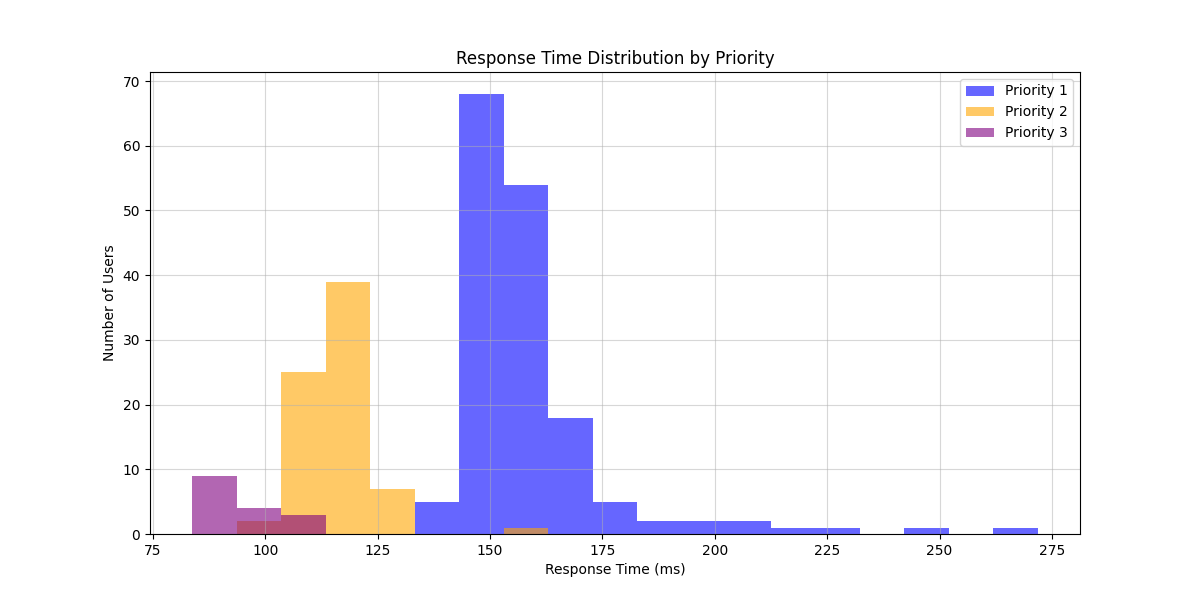 Response Time Distribution by Priority
Priority 1
Priority 2
Priority 3
Number of Users
70
60
50
40
30
20
10
0
75 100 125 150 175 200 225 250 275
Response Time (ms)